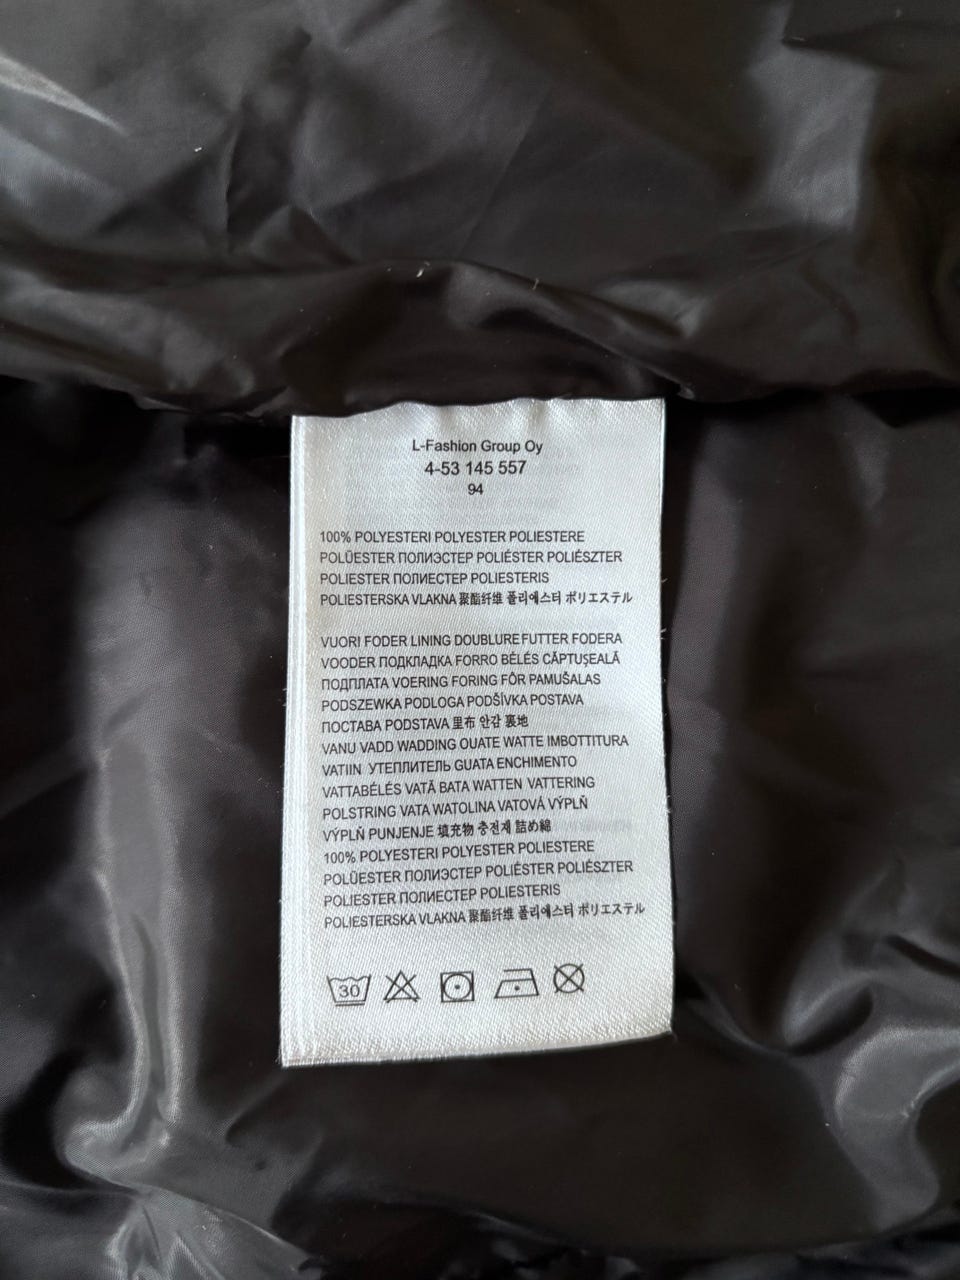 L-Fashion Group Oy
4-53 145 557
94
100% POLYESTERI POLYESTER POLIESTERE
POLÜESTER ПОЛИЭСТЕР POLIÉSTER POLIÉSZTER
POLIESTER ПОЛИЕСТЕР POLIESTERIS
POLIESTERSKA VLAKNA 聚酯纤维 폴리에스터 ポリエステル
VUORI FODER LINING DOUBLURE FUTTER FODERA
VOODER ПОДКЛАДКА FORRO BÉLÉS CĂPTUŞEALĂ
ПОДПЛАТА VOERING FORING FÔR PAMUŠALAS
PODSZEWKA PODLOGA PODŠÍVKA POSTAVA
ПОСТАВА PODSTAVA 里布 안감 裏地
VANU VADD WADDING OUATE WATTE IMBOTTITURA
VATIIN УТЕПЛИТЕЛЬ GUATA ENCHIMENTO
VATTABÉLÉS VATĂ ВАТА WATTEN VATTERING
POLSTRING VATA WATOLINA VATOVÁ VÝPLŇ
VÝPLŇ PUNJENJE 填充物 충전재 詰め綿
100% POLYESTERI POLYESTER POLIESTERE
POLÜESTER ПОЛИЭСТЕР POLIÉSTER POLIÉSZTER
POLIESTER ПОЛИЕСТЕР POLIESTERIS
POLIESTERSKA VLAKNA 聚酯纤维 폴리에스터 ポリエステル
30